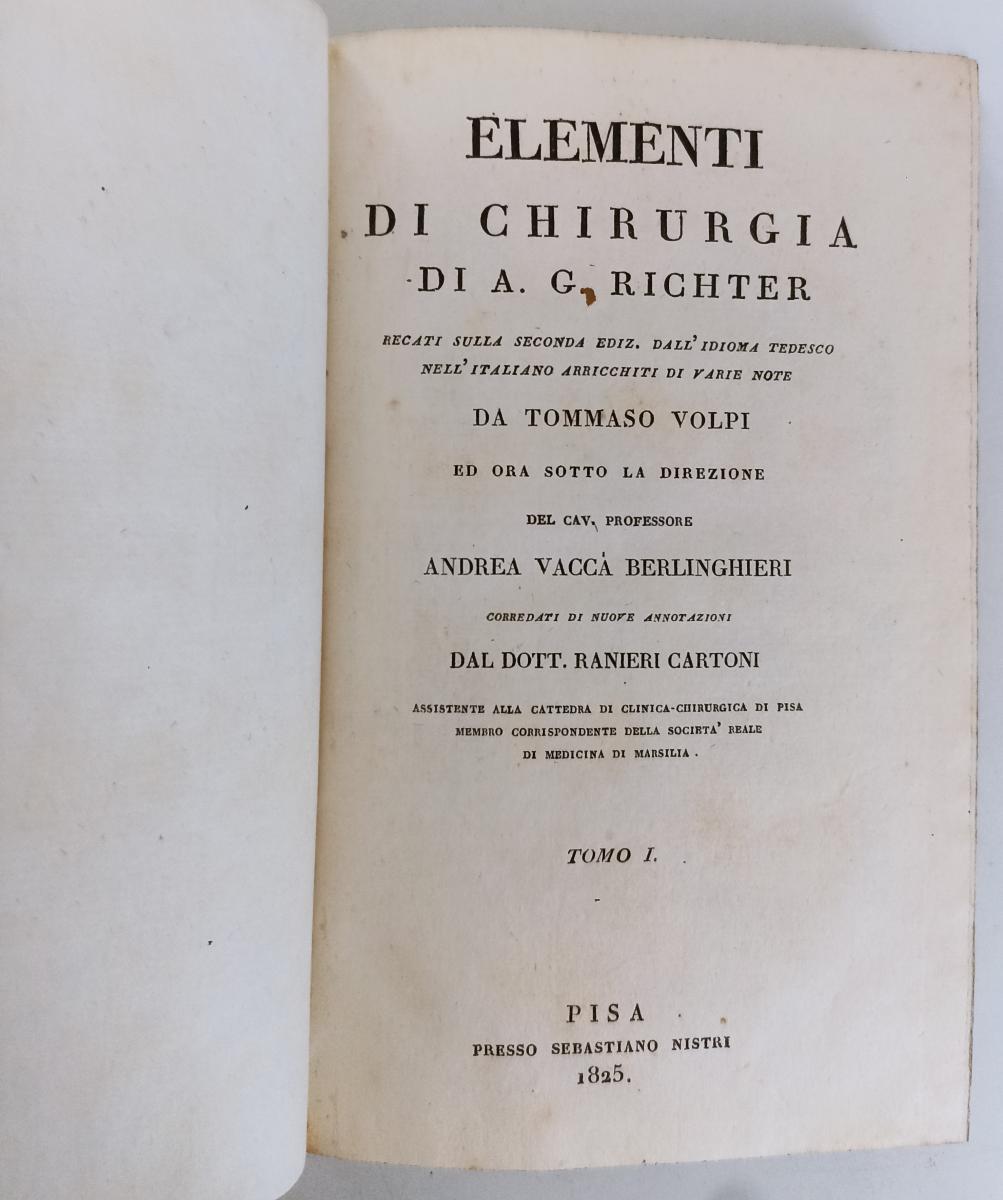 ELEMENTI
DI CHIRURGIA
DI A. G. RICHTER
RECATI SULLA SECONDA EDIZ. DALL' IDIOMA TEDESCO
NELL' ITALIANO ARRICCHITI DI VARIE NOTE
DA TOMMASO VOLPI
ED ORA SOTTO LA DIREZIONE
DEL CAV. PROFESSORE
ANDREA VACCÀ BERLINGHIERI
CORREDATI DI NUOVE ANNOTAZIONI
DAL DOTT. RANIERI CARTONI
ASSISTENTE ALLA CATTEDRA DI CLINICA-CHIRURGICA DI PISA
MEMBRO CORRISPONDENTE DELLA SOCIETA' REALE
DI MEDICINA DI MARSILIA .
TOMO I.
PISA
PRESSO SEBASTIANO NISTRI
1825.